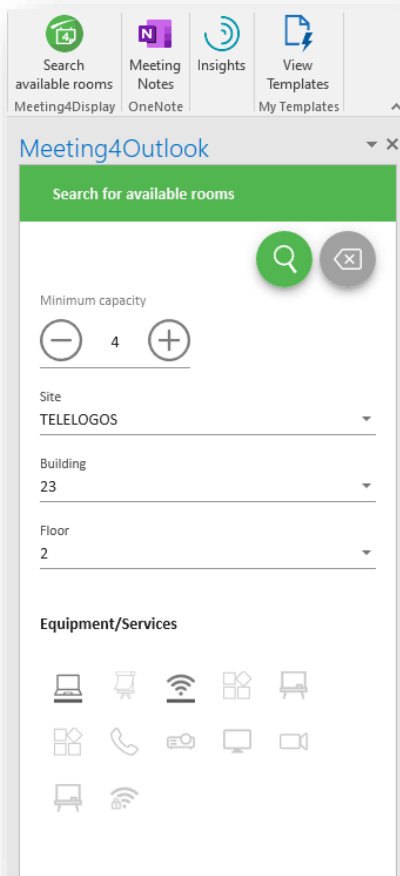 4
N
Search
available rooms
Meeting
Notes
Insights
View
Templates
Meeting4Display
OneNote
My Templates
Meeting4Outlook
Search for available rooms
Minimum capacity
4
Site
TELELOGOS
Building
23
Floor
2
Equipment/Services